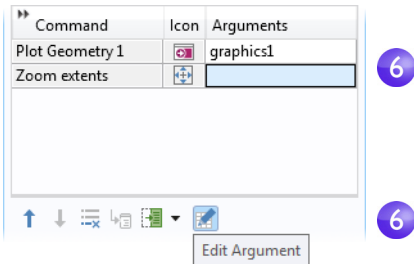 Command Icon Arguments
Plot Geometry 1 graphics1
6
Zoom extents
6
Edit Argument